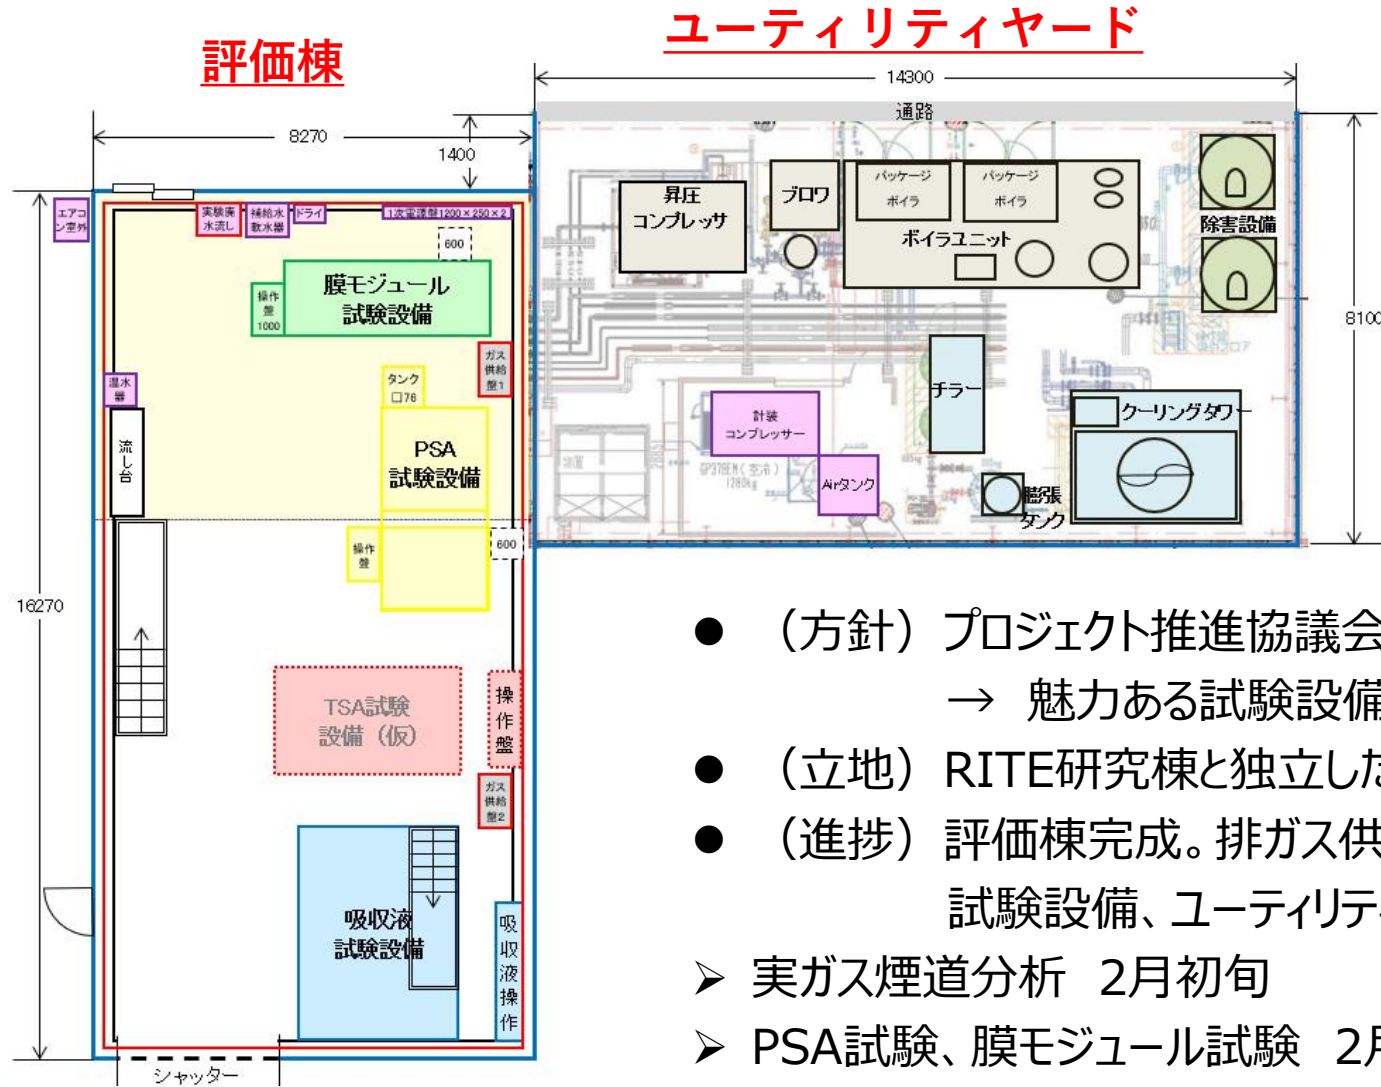 評価棟
ユーティリティヤード
14300
通路
8270
1400
16270
8100
エアコ
ン室外
実験廃
水流し
補給水
軟水器
ドライ
1次電源盤1200×250×2
600
膜モジュール
試験設備
操作
盤
1000
ガス
供給
盤1
タンク
□76
温水
器
流し台
PSA
試験設備
操作
盤
600
TSA試験
設備（仮）
操作盤
ガス
供給
盤2
吸収液
試験設備
吸収液操作
シャッター
昇圧
コンプレッサ
ブロワ
パッケージ
ボイラ
パッケージ
ボイラ
ボイラユニット
除害設備
チラー
クーリングタワー
計装
コンプレッサー
Airタンク
膨張
タンク
1280kg
● （方針）プロジェクト推進協議会
→ 魅力ある試験設備
● （立地）RITE研究棟と独立した
● （進捗）評価棟完成。排ガス供
試験設備、ユーティリテ
➢ 実ガス煙道分析 2月初旬
➢ PSA試験、膜モジュール試験 2月